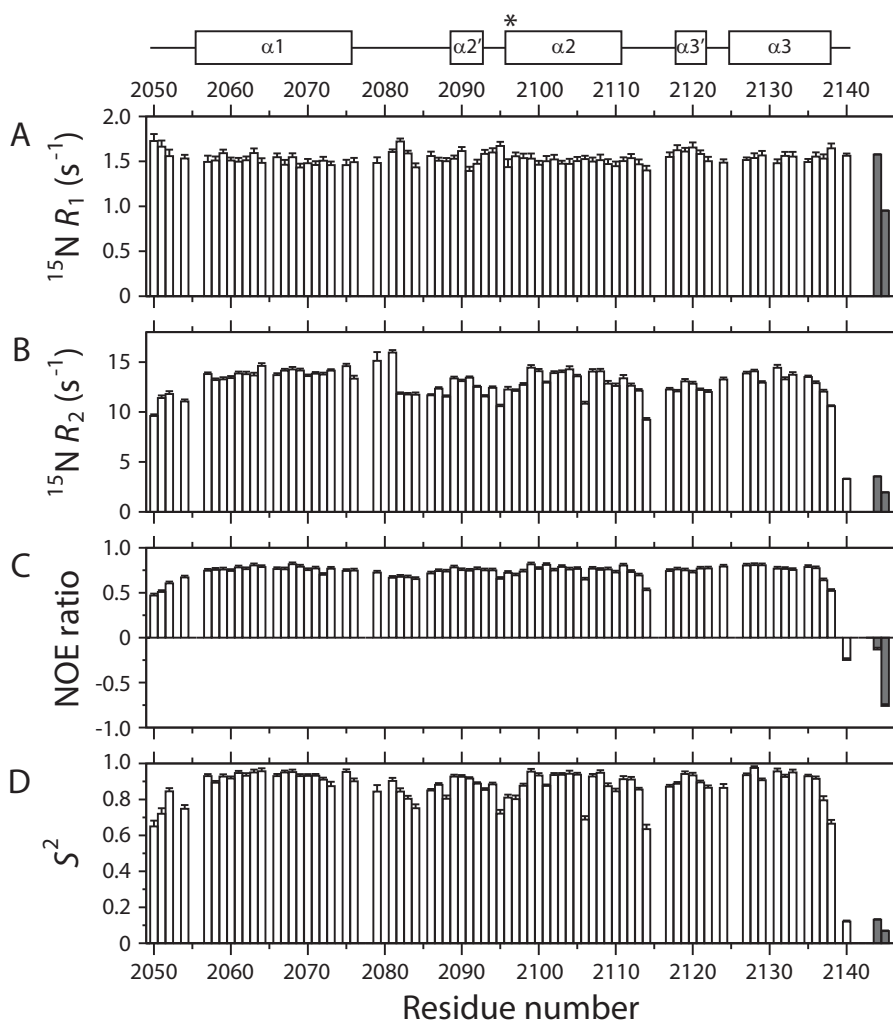 *
α1 α2' α2 α3' α3
2050 2060 2070 2080 2090 2100 2110 2120 2130 2140
A
¹⁵N R₁ (s⁻¹)
2.0
1.5
1.0
0.5
0
B
¹⁵N R₂ (s⁻¹)
15
10
5
0
C
NOE ratio
1.0
0.5
0
-0.5
-1.0
D
S²
1.0
0.8
0.6
0.4
0.2
0
2050 2060 2070 2080 2090 2100 2110 2120 2130 2140
Residue number